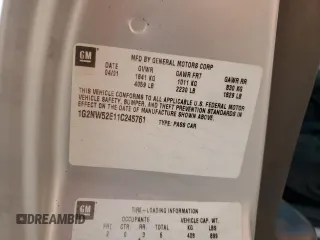 GM
MFD BY GENERAL MOTORS CORP
DATE GVWR GAWR FRT GAWR RR
04/01 1841 KG 1011 KG 830 KG
4059 LB 2230 LB 1829 LB
THIS VEHICLE CONFORMS TO ALL APPLICABLE U.S. FEDERAL MOTOR
VEHICLE SAFETY, BUMPER, AND THEFT PREVENTION STANDARDS
IN EFFECT ON THE DATE OF MANUFACTURE SHOWN ABOVE.
1G2NW52E11C245761 TYPE: PASS CAR
GM
TIRE-LOADING INFORMATION
OCCUPANTS VEHICLE CAP. WT.
FRT CTR RR TOTAL KG LBS
2 0 3 5
DREAMBID